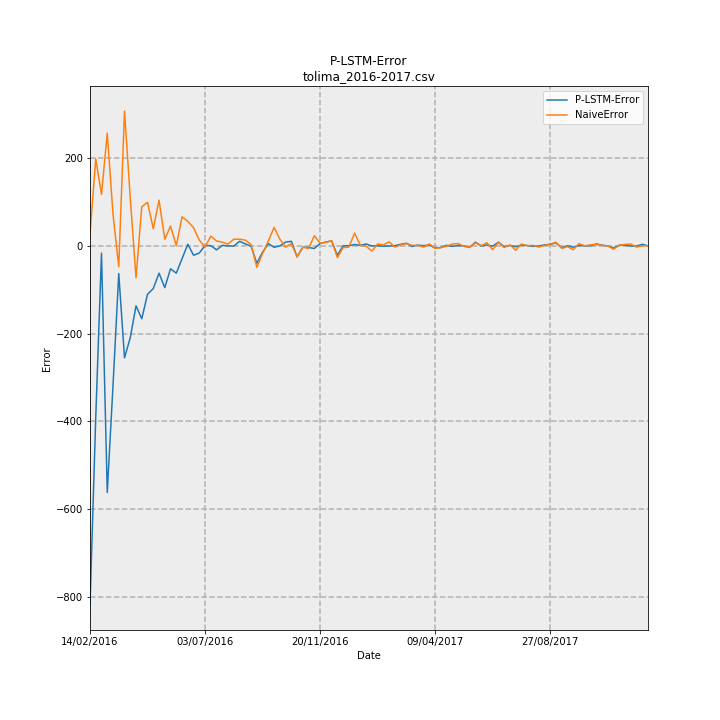 P-LSTM-Error
tolima_2016-2017.csv
P-LSTM-Error
NaiveError
200
0
−200
−400
−600
−800
Error
14/02/2016 03/07/2016 20/11/2016 09/04/2017 27/08/2017
Date